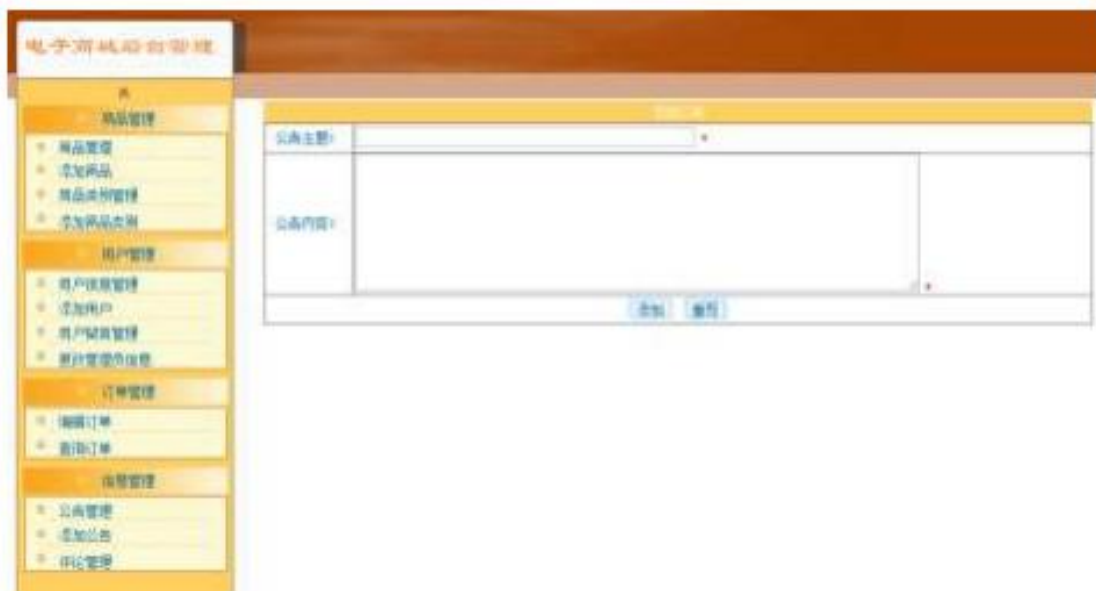 电子商城后台管理
商品管理
商品管理
添加商品
商品类别管理
添加商品类别
用户管理
用户信息管理
添加用户
用户留言管理
更改管理员信息
订单管理
编辑订单
查询订单
信息管理
公告管理
添加公告
评论管理
公告主题:
*
公告内容:
*
添加 重写